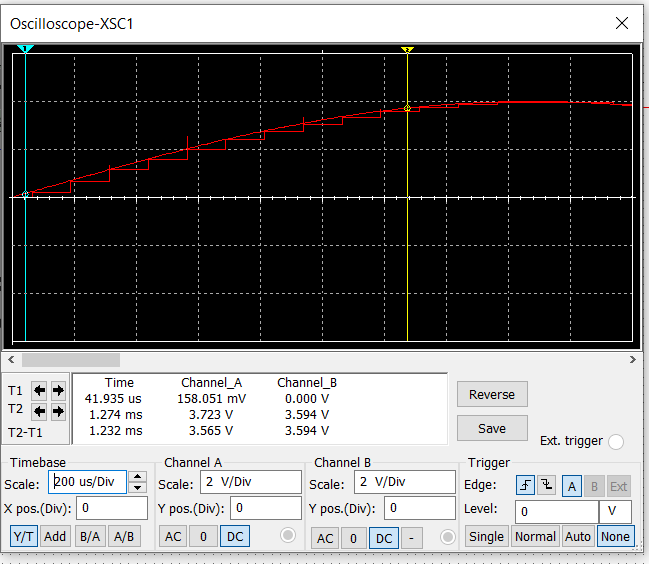 Oscilloscope-XSC1
1
2
Time Channel_A Channel_B
T1 41.935 us 158.051 mV 0.000 V
T2 1.274 ms 3.723 V 3.594 V
T2-T1 1.232 ms 3.565 V 3.594 V
Reverse
Save
Ext. trigger
Timebase
Scale: 200 us/Div
X pos.(Div): 0
Y/T Add B/A A/B
Channel A
Scale: 2 V/Div
Y pos.(Div): 0
AC 0 DC
Channel B
Scale: 2 V/Div
Y pos.(Div): 0
AC 0 DC -
Trigger
Edge: A B Ext
Level: 0 V
Single Normal Auto None